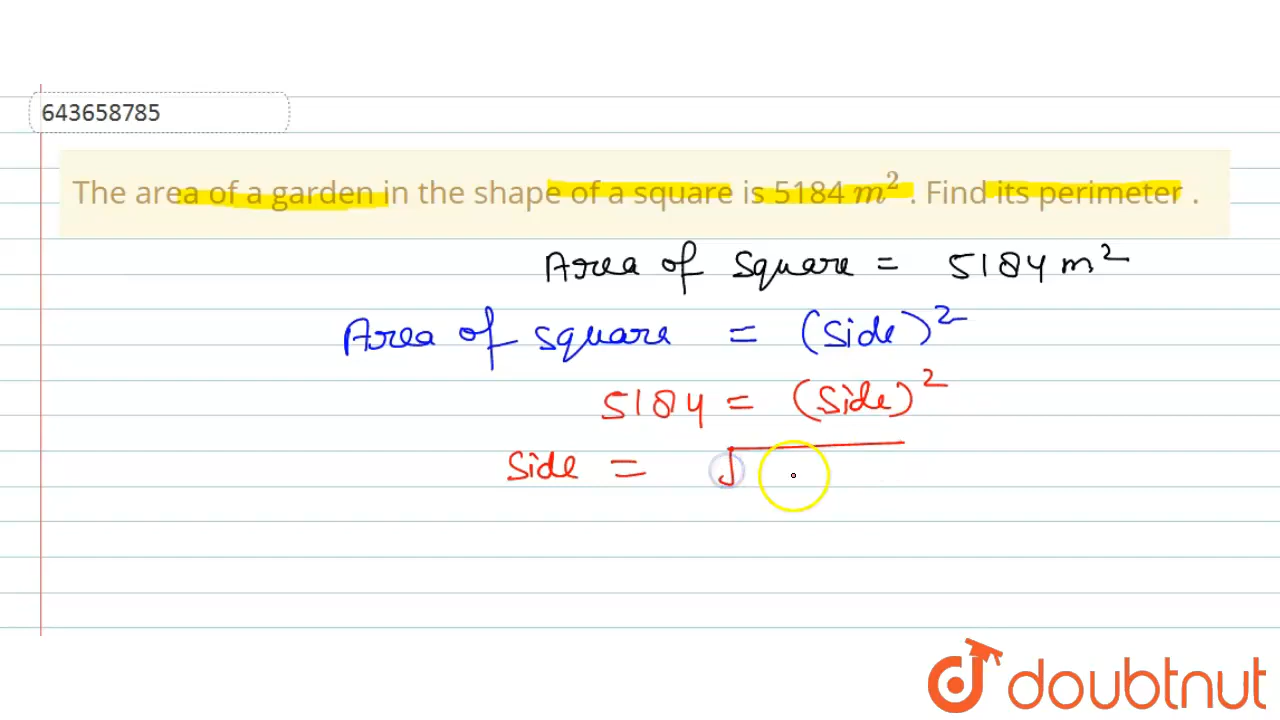 643658785
The area of a garden in the shape of a square is 5184 m². Find its perimeter .
Area of Square = 5184 m²
Area of square = (Side)²
5184 = (Side)²
Side = √
doubtnut